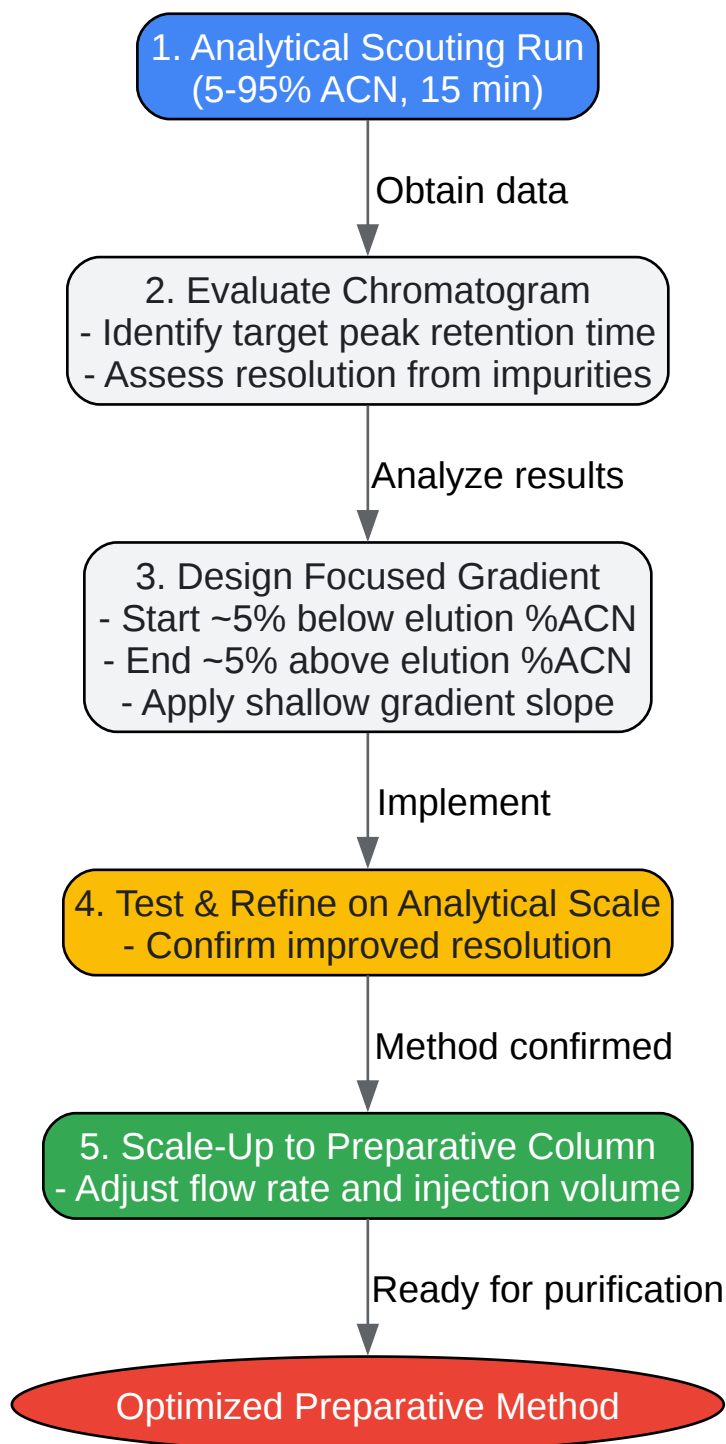 1. Analytical Scouting Run
(5-95% ACN, 15 min)
Obtain data
2. Evaluate Chromatogram
- Identify target peak retention time
- Assess resolution from impurities
Analyze results
3. Design Focused Gradient
- Start ~5% below elution %ACN
- End ~5% above elution %ACN
- Apply shallow gradient slope
Implement
4. Test & Refine on Analytical Scale
- Confirm improved resolution
Method confirmed
5. Scale-Up to Preparative Column
- Adjust flow rate and injection volume
Ready for purification
Optimized Preparative Method